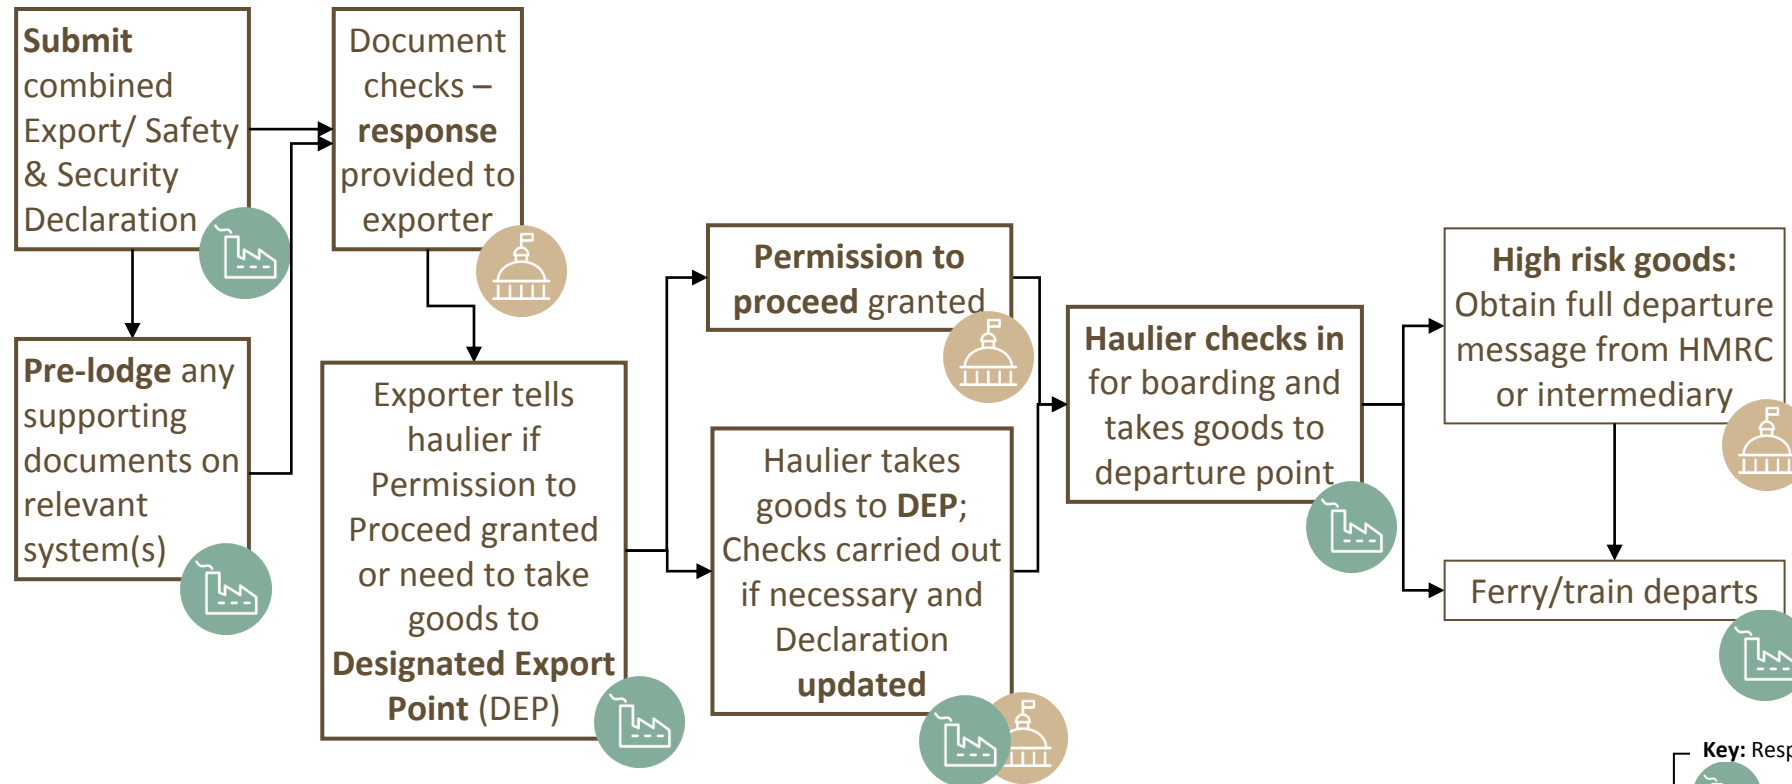 Submit
combined
Export/ Safety
& Security
Declaration
Pre-lodge any
supporting
documents on
relevant
system(s)
Document
checks –
response
provided to
exporter
Exporter tells
haulier if
Permission to
Proceed granted
or need to take
goods to
Designated Export
Point (DEP)
Permission to
proceed granted
Haulier takes
goods to DEP;
Checks carried out
if necessary and
Declaration
updated
Haulier checks in
for boarding and
takes goods to
departure point
High risk goods:
Obtain full departure
message from HMRC
or intermediary
Ferry/train departs
Key: Resp